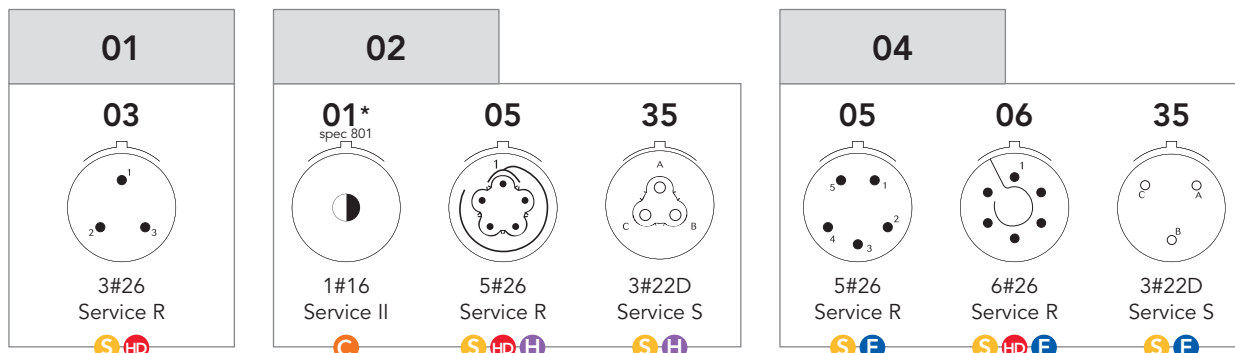 01
02
04
03
01*
spec 801
05
35
05
06
35
1
2
3
1
A
C
B
5
1
4
2
3
1
C
A
B
3#26
Service R
1#16
Service II
5#26
Service R
3#22D
Service S
5#26
Service R
6#26
Service R
3#22D
Service S
S HD
C
S HD H
S H
S F
S HD F
S F